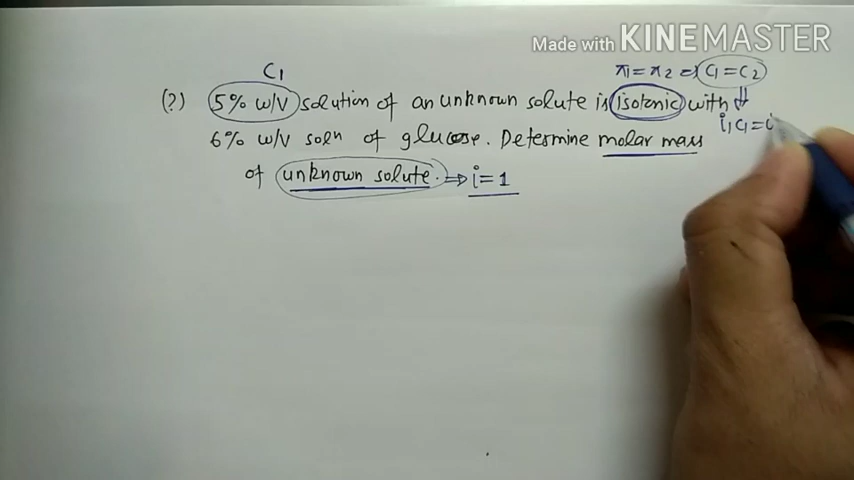 Made with KINEMASTER
C1
π1 = π2 ⇒ C1 = C2
(?) 5% w/v solution of an unknown solute is isotonic with
i1C1 = i
6% w/v soln of glucose. Determine molar mass
of unknown solute. → i = 1